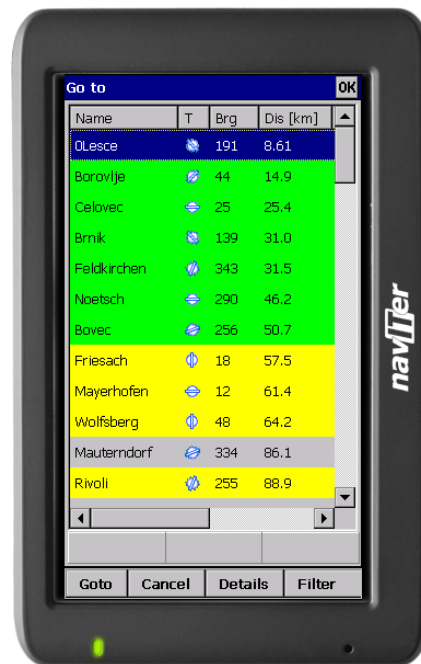 Go to OK
Name T Brg Dis [km]
0Lesce 191 8.61
Borovlje 44 14.9
Celovec 25 25.4
Brnik 139 31.0
Feldkirchen 343 31.5
Noetsch 290 46.2
Bovec 256 50.7
Friesach 18 57.5
Mayerhofen 12 61.4
Wolfsberg 48 64.2
Mauterndorf 334 86.1
Rivoli 255 88.9
Goto Cancel Details Filter
naviter